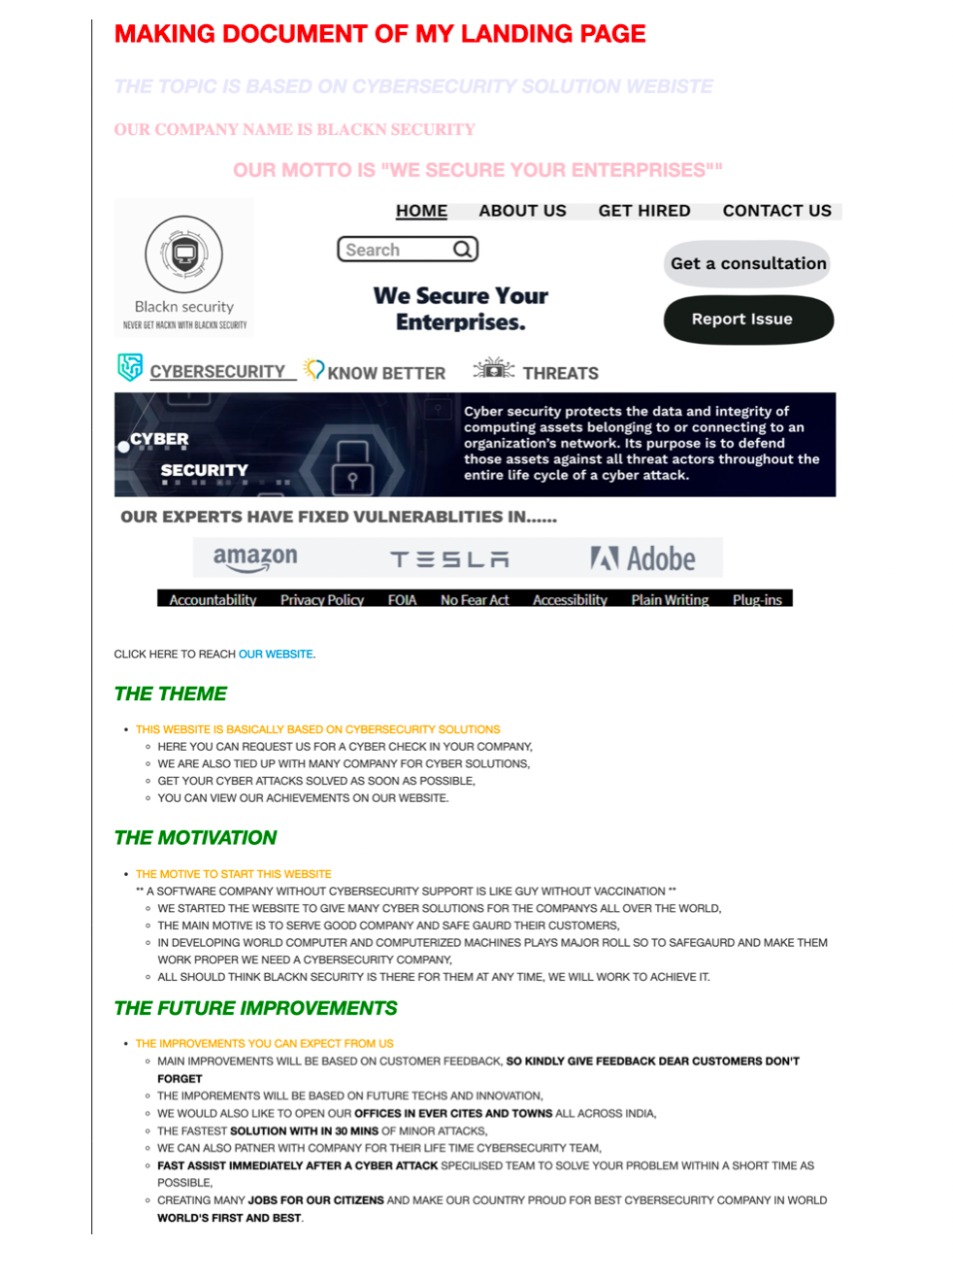 MAKING DOCUMENT OF MY LANDING PAGE
THE TOPIC IS BASED ON CYBERSECURITY SOLUTION WEBISTE
OUR COMPANY NAME IS BLACKN SECURITY
OUR MOTTO IS "WE SECURE YOUR ENTERPRISES""
HOME ABOUT US GET HIRED CONTACT US
Search
Get a consultation
We Secure Your
Enterprises.
Report Issue
Blackn security
NEVER GET HACKN WITH BLACKN SECURITY
CYBERSECURITY KNOW BETTER THREATS
CYBER
SECURITY
Cyber security protects the data and integrity of
computing assets belonging to or connecting to an
organization's network. Its purpose is to defend
those assets against all threat actors throughout the
entire life cycle of a cyber attack.
OUR EXPERTS HAVE FIXED VULNERABLITIES IN......
amazon TESLA Adobe
Accountability Privacy Policy FOIA No Fear Act Accessibility Plain Writing Plug-ins
CLICK HERE TO REACH OUR WEBSITE.
THE THEME
• THIS WEBSITE IS BASICALLY BASED ON CYBERSECURITY SOLUTIONS
◦ HERE YOU CAN REQUEST US FOR A CYBER CHECK IN YOUR COMPANY,
◦ WE ARE ALSO TIED UP WITH MANY COMPANY FOR CYBER SOLUTIONS,
◦ GET YOUR CYBER ATTACKS SOLVED AS SOON AS POSSIBLE,
◦ YOU CAN VIEW OUR ACHIEVEMENTS ON OUR WEBSITE.
THE MOTIVATION
• THE MOTIVE TO START THIS WEBSITE
** A SOFTWARE COMPANY WITHOUT CYBERSECURITY SUPPORT IS LIKE GUY WITHOUT VACCINATION **
◦ WE STARTED THE WEBSITE TO GIVE MANY CYBER SOLUTIONS FOR THE COMPANYS ALL OVER THE WORLD,
◦ THE MAIN MOTIVE IS TO SERVE GOOD COMPANY AND SAFE GAURD THEIR CUSTOMERS,
◦ IN DEVELOPING WORLD COMPUTER AND COMPUTERIZED MACHINES PLAYS MAJOR ROLL SO TO SAFEGAURD AND MAKE THEM
WORK PROPER WE NEED A CYBERSECURITY COMPANY,
◦ ALL SHOULD THINK BLACKN SECURITY IS THERE FOR THEM AT ANY TIME, WE WILL WORK TO ACHIEVE IT.
THE FUTURE IMPROVEMENTS
• THE IMPROVEMENTS YOU CAN EXPECT FROM US
◦ MAIN IMPROVEMENTS WILL BE BASED ON CUSTOMER FEEDBACK, SO KINDLY GIVE FEEDBACK DEAR CUSTOMERS DON'T
FORGET
◦ THE IMPOREMENTS WILL BE BASED ON FUTURE TECHS AND INNOVATION,
◦ WE WOULD ALSO LIKE TO OPEN OUR OFFICES IN EVER CITES AND TOWNS ALL ACROSS INDIA,
◦ THE FASTEST SOLUTION WITH IN 30 MINS OF MINOR ATTACKS,
◦ WE CAN ALSO PATNER WITH COMPANY FOR THEIR LIFE TIME CYBERSECURITY TEAM,
◦ FAST ASSIST IMMEDIATELY AFTER A CYBER ATTACK SPECILISED TEAM TO SOLVE YOUR PROBLEM WITHIN A SHORT TIME AS
POSSIBLE,
◦ CREATING MANY JOBS FOR OUR CITIZENS AND MAKE OUR COUNTRY PROUD FOR BEST CYBERSECURITY COMPANY IN WORLD
WORLD'S FIRST AND BEST.